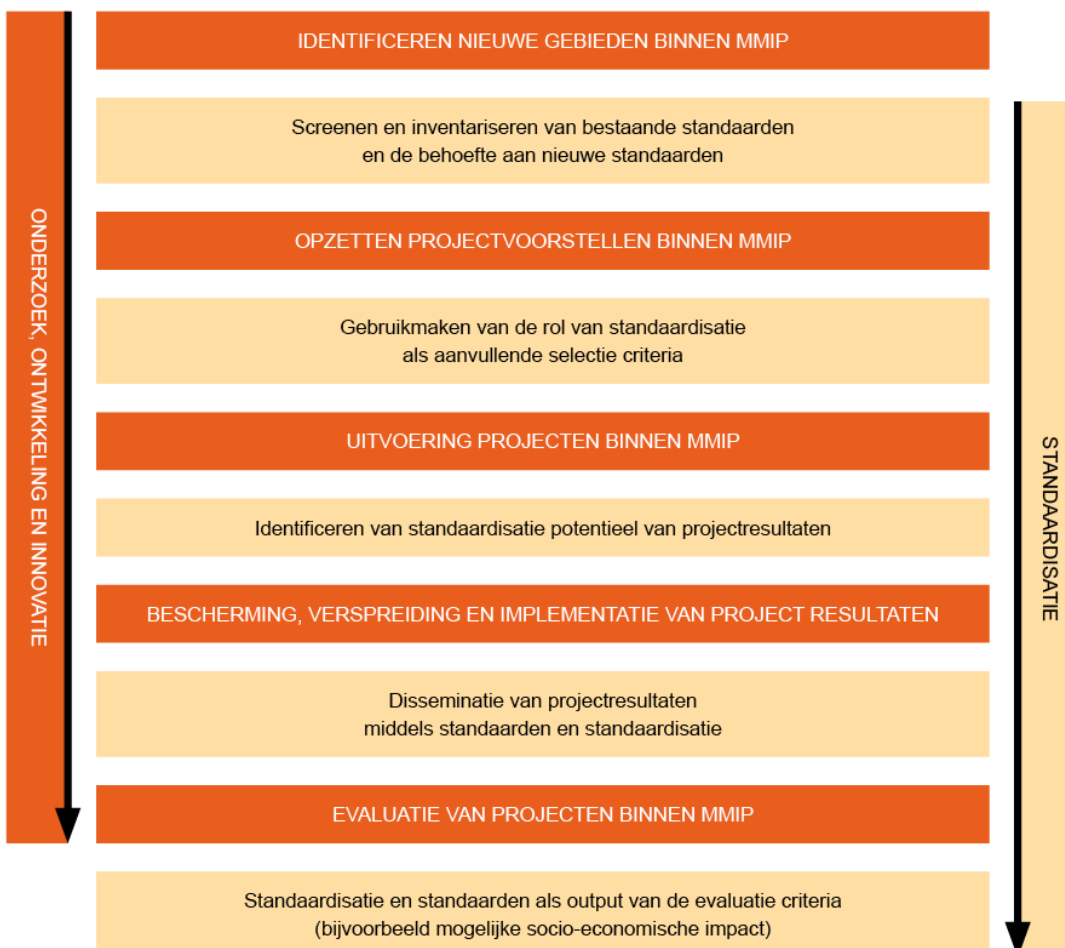 IDENTIFICEREN NIEUWE GEBIEDEN BINNEN MMIP
Screenen en inventariseren van bestaande standaarden
en de behoefte aan nieuwe standaarden
OPZETTEN PROJECTVOORSTELLEN BINNEN MMIP
Gebruikmaken van de rol van standaardisatie
als aanvullende selectie criteria
UITVOERING PROJECTEN BINNEN MMIP
Identificeren van standaardisatie potentieel van projectresultaten
BESCHERMING, VERSPREIDING EN IMPLEMENTATIE VAN PROJECT RESULTATEN
Disseminatie van projectresultaten
middels standaarden en standaardisatie
EVALUATIE VAN PROJECTEN BINNEN MMIP
Standaardisatie en standaarden als output van de evaluatie criteria
(bijvoorbeeld mogelijke socio-economische impact)
ONDERZOEK, ONTWIKKELING EN INNOVATIE
STANDAARDISATIE